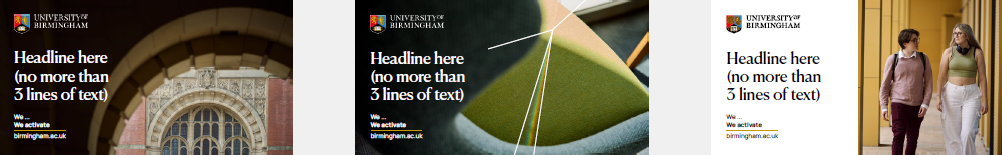 UNIVERSITY OF
BIRMINGHAM
Headline here
(no more than
3 lines of text)
We ...
We activate
birmingham.ac.uk
UNIVERSITY OF
BIRMINGHAM
Headline here
(no more than
3 lines of text)
We ...
We activate
birmingham.ac.uk
UNIVERSITY OF
BIRMINGHAM
Headline here
(no more than
3 lines of text)
We ...
We activate
birmingham.ac.uk